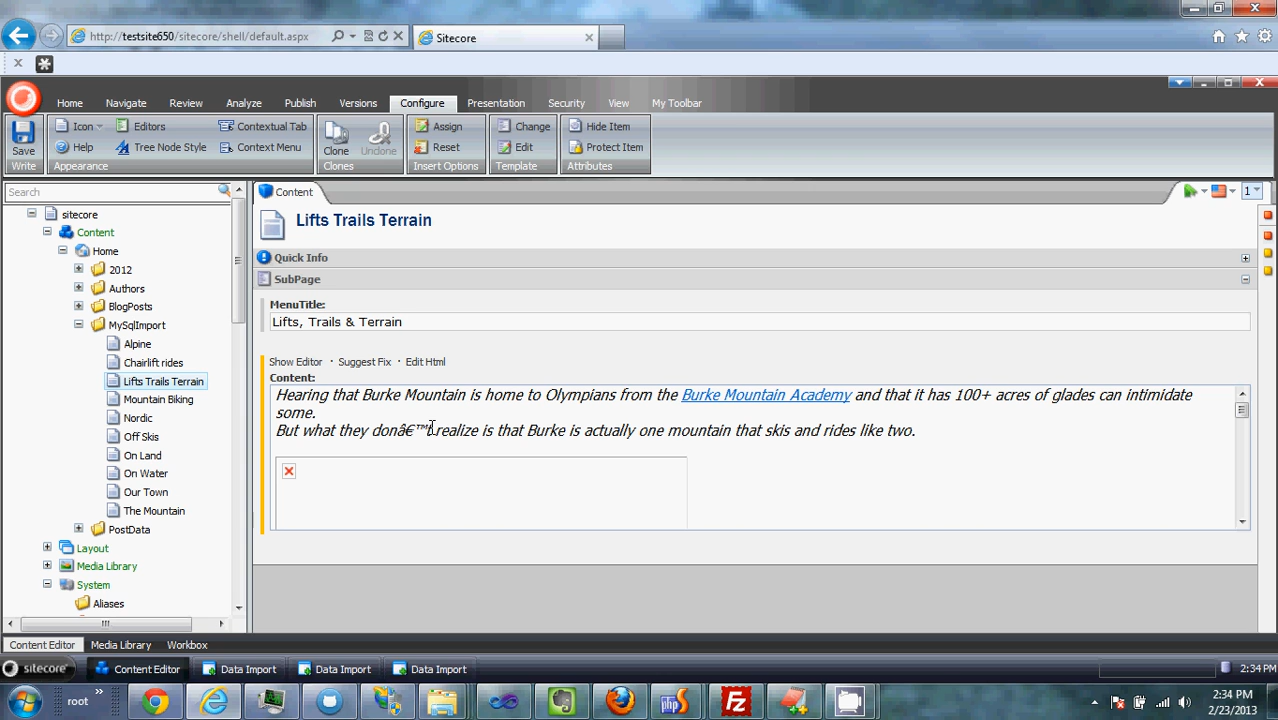 http://testsite650/sitecore/shell/default.aspx
Sitecore
Home Navigate Review Analyze Publish Versions Configure Presentation Security View My Toolbar
Save
Write
Icon Editors Contextual Tab
Help Tree Node Style Context Menu
Appearance
Clone Unclone
Clones
Assign
Reset
Insert Options
Change
Edit
Template
Hide Item
Protect Item
Attributes
Search
sitecore
Content
Home
2012
Authors
BlogPosts
MySqlImport
Alpine
Chairlift rides
Lifts Trails Terrain
Mountain Biking
Nordic
Off Skis
On Land
On Water
Our Town
The Mountain
PostData
Layout
Media Library
System
Aliases
Content
1
Lifts Trails Terrain
Quick Info
SubPage
MenuTitle:
Lifts, Trails & Terrain
Show Editor · Suggest Fix · Edit Html
Content:
Hearing that Burke Mountain is home to Olympians from the Burke Mountain Academy and that it has 100+ acres of glades can intimidate
some.
But what they donâ€™t realize is that Burke is actually one mountain that skis and rides like two.
Content Editor Media Library Workbox
sitecore Content Editor Data Import Data Import Data Import 2:34 PM
root » php Fz 2:34 PM
2/23/2013